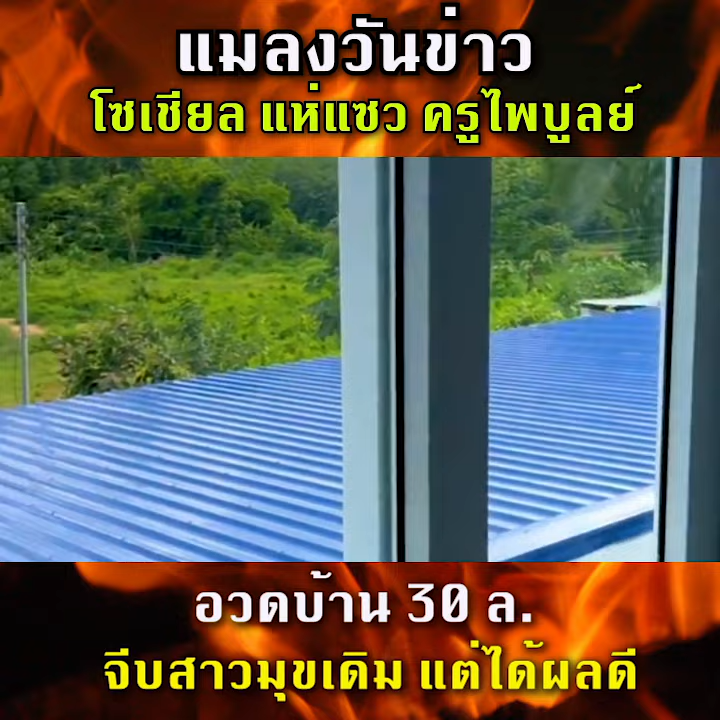 แมลงวันข่าว
โซเชียล แห่แซว ครูไพบูลย์
อวดบ้าน 30 ล.
จีบสาวมุขเดิม แต่ได้ผลดี